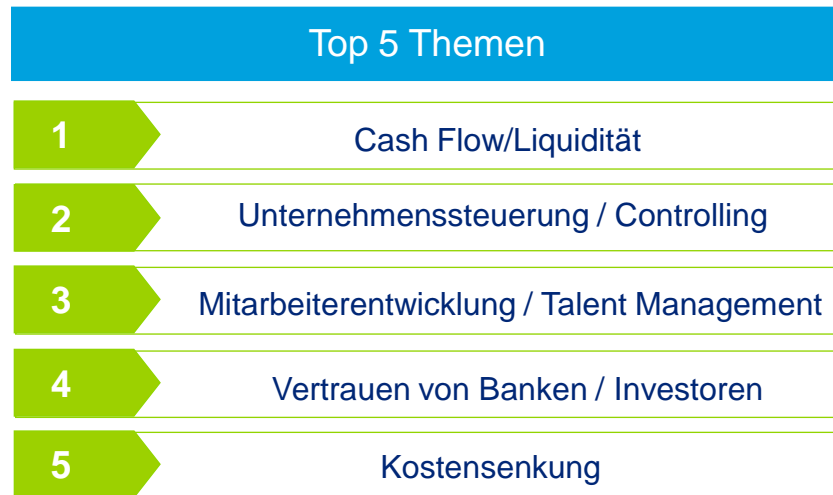 Top 5 Themen
1 Cash Flow/Liquidität
2 Unternehmenssteuerung / Controlling
3 Mitarbeiterentwicklung / Talent Management
4 Vertrauen von Banken / Investoren
5 Kostensenkung